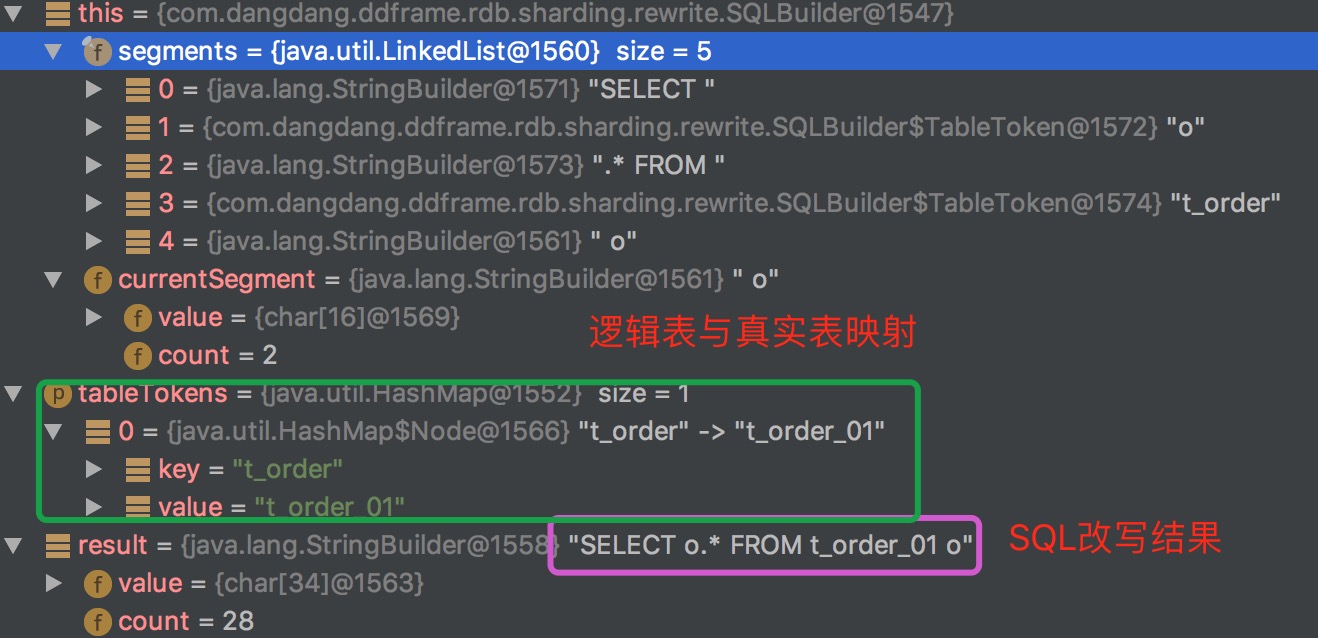 this = {com.dangdang.ddframe.rdb.sharding.rewrite.SQLBuilder@1547}
f segments = {java.util.LinkedList@1560} size = 5
0 = {java.lang.StringBuilder@1571} "SELECT "
1 = {com.dangdang.ddframe.rdb.sharding.rewrite.SQLBuilder$TableToken@1572} "o"
2 = {java.lang.StringBuilder@1573} ".* FROM "
3 = {com.dangdang.ddframe.rdb.sharding.rewrite.SQLBuilder$TableToken@1574} "t_order"
4 = {java.lang.StringBuilder@1561} " o"
f currentSegment = {java.lang.StringBuilder@1561} " o"
f value = {char[16]@1569}
逻辑表与真实表映射
f count = 2
p tableTokens = {java.util.HashMap@1552} size = 1
0 = {java.util.HashMap$Node@1566} "t_order" -> "t_order_01"
key = "t_order"
value = "t_order_01"
result = {java.lang.StringBuilder@1558} "SELECT o.* FROM t_order_01 o"
SQL改写结果
f value = {char[34]@1563}
f count = 28